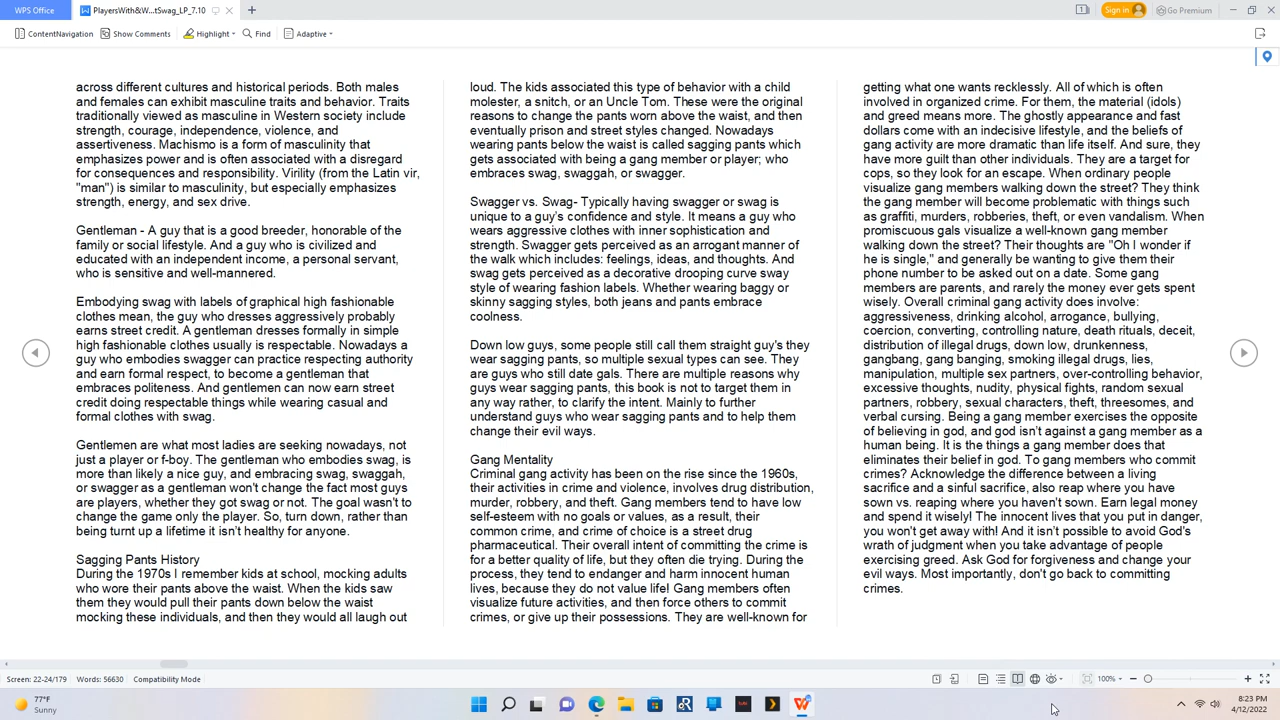 WPS Office
PlayersWith&W...tSwag_LP_7.10
Sign in
Go Premium
ContentNavigation
Show Comments
Highlight
Find
Adaptive
across different cultures and historical periods. Both males
and females can exhibit masculine traits and behavior. Traits
traditionally viewed as masculine in Western society include
strength, courage, independence, violence, and
assertiveness. Machismo is a form of masculinity that
emphasizes power and is often associated with a disregard
for consequences and responsibility. Virility (from the Latin vir,
"man") is similar to masculinity, but especially emphasizes
strength, energy, and sex drive.
Gentleman - A guy that is a good breeder, honorable of the
family or social lifestyle. And a guy who is civilized and
educated with an independent income, a personal servant,
who is sensitive and well-mannered.
Embodying swag with labels of graphical high fashionable
clothes mean, the guy who dresses aggressively probably
earns street credit. A gentleman dresses formally in simple
high fashionable clothes usually is respectable. Nowadays a
guy who embodies swagger can practice respecting authority
and earn formal respect, to become a gentleman that
embraces politeness. And gentlemen can now earn street
credit doing respectable things while wearing casual and
formal clothes with swag.
Gentlemen are what most ladies are seeking nowadays, not
just a player or f-boy. The gentleman who embodies swag, is
more than likely a nice guy, and embracing swag, swaggah,
or swagger as a gentleman won't change the fact most guys
are players, whether they got swag or not. The goal wasn't to
change the game only the player. So, turn down, rather than
being turnt up a lifetime it isn't healthy for anyone.
Sagging Pants History
During the 1970s I remember kids at school, mocking adults
who wore their pants above the waist. When the kids saw
them they would pull their pants down below the waist
mocking these individuals, and then they would all laugh out
loud. The kids associated this type of behavior with a child
molester, a snitch, or an Uncle Tom. These were the original
reasons to change the pants worn above the waist, and then
eventually prison and street styles changed. Nowadays
wearing pants below the waist is called sagging pants which
gets associated with being a gang member or player; who
embraces swag, swaggah, or swagger.
Swagger vs. Swag- Typically having swagger or swag is
unique to a guy's confidence and style. It means a guy who
wears aggressive clothes with inner sophistication and
strength. Swagger gets perceived as an arrogant manner of
the walk which includes: feelings, ideas, and thoughts. And
swag gets perceived as a decorative drooping curve sway
style of wearing fashion labels. Whether wearing baggy or
skinny sagging styles, both jeans and pants embrace
coolness.
Down low guys, some people still call them straight guy's they
wear sagging pants, so multiple sexual types can see. They
are guys who still date gals. There are multiple reasons why
guys wear sagging pants, this book is not to target them in
any way rather, to clarify the intent. Mainly to further
understand guys who wear sagging pants and to help them
change their evil ways.
Gang Mentality
Criminal gang activity has been on the rise since the 1960s,
their activities in crime and violence, involves drug distribution,
murder, robbery, and theft. Gang members tend to have low
self-esteem with no goals or values, as a result, their
common crime, and crime of choice is a street drug
pharmaceutical. Their overall intent of committing the crime is
for a better quality of life, but they often die trying. During the
process, they tend to endanger and harm innocent human
lives, because they do not value life! Gang members often
visualize future activities, and then force others to commit
crimes, or give up their possessions. They are well-known for
getting what one wants recklessly. All of which is often
involved in organized crime. For them, the material (idols)
and greed means more. The ghostly appearance and fast
dollars come with an indecisive lifestyle, and the beliefs of
gang activity are more dramatic than life itself. And sure, they
have more guilt than other individuals. They are a target for
cops, so they look for an escape. When ordinary people
visualize gang members walking down the street? They think
the gang member will become problematic with things such
as graffiti, murders, robberies, theft, or even vandalism. When
promiscuous gals visualize a well-known gang member
walking down the street? Their thoughts are "Oh I wonder if
he is single," and generally be wanting to give them their
phone number to be asked out on a date. Some gang
members are parents, and rarely the money ever gets spent
wisely. Overall criminal gang activity does involve:
aggressiveness, drinking alcohol, arrogance, bullying,
coercion, converting, controlling nature, death rituals, deceit,
distribution of illegal drugs, down low, drunkenness,
gangbang, gang banging, smoking illegal drugs, lies,
manipulation, multiple sex partners, over-controlling behavior,
excessive thoughts, nudity, physical fights, random sexual
partners, robbery, sexual characters, theft, threesomes, and
verbal cursing. Being a gang member exercises the opposite
of believing in god, and god isn't against a gang member as a
human being. It is the things a gang member does that
eliminates their belief in god. To gang members who commit
crimes? Acknowledge the difference between a living
sacrifice and a sinful sacrifice, also reap where you have
sown vs. reaping where you haven't sown. Earn legal money
and spend it wisely! The innocent lives that you put in danger,
you won't get away with! And it isn't possible to avoid God's
wrath of judgment when you take advantage of people
exercising greed. Ask God for forgiveness and change your
evil ways. Most importantly, don't go back to committing
crimes.
Screen: 22-24/179
Words: 56630
Compatibility Mode
100%
77°F
Sunny
6:23 PM
4/12/2022